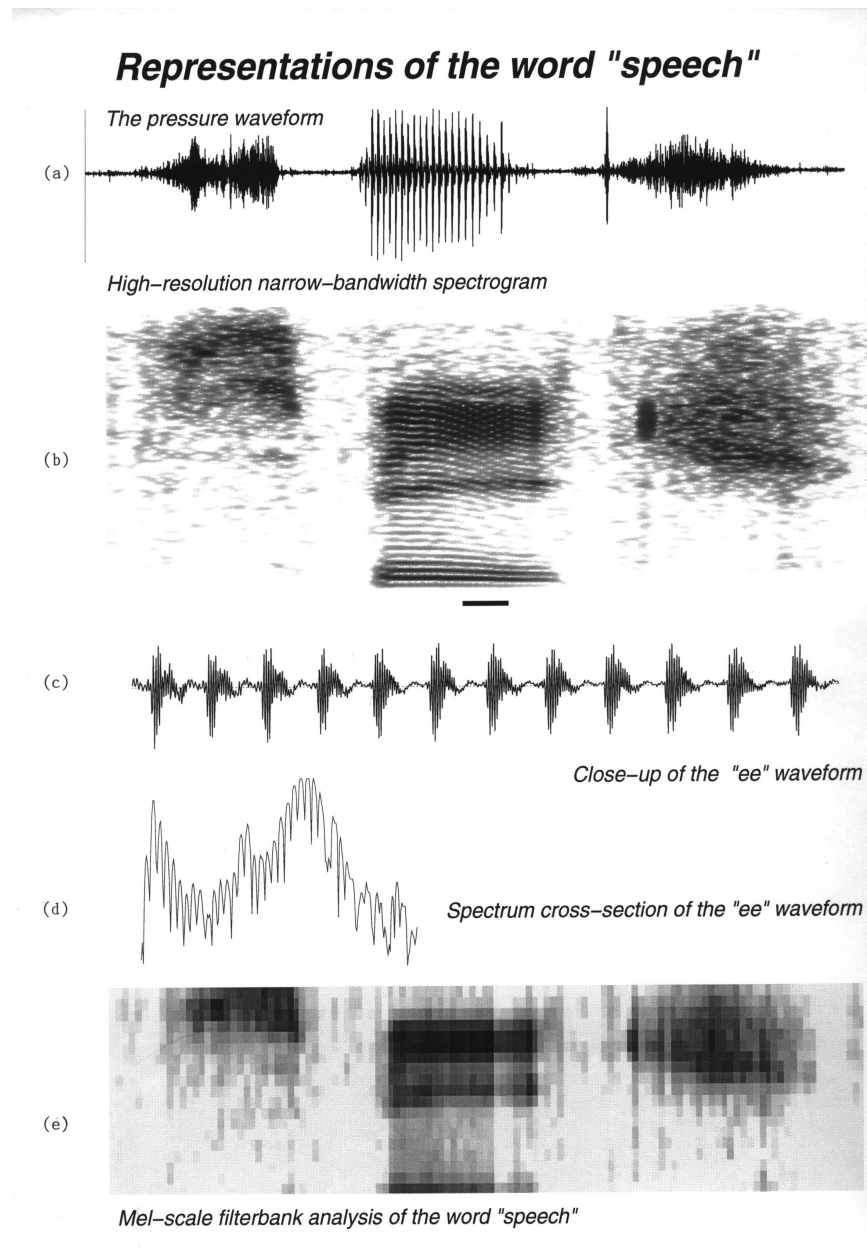 Representations of the word "speech"
The pressure waveform
(a)
High-resolution narrow-bandwidth spectrogram
(b)
(c)
Close-up of the "ee" waveform
(d)
Spectrum cross-section of the "ee" waveform
(e)
Mel-scale filterbank analysis of the word "speech"